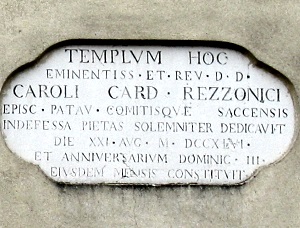 TEMPLVM HOC
EMINENTISS · ET · REV · D · D ·
CAROLI CARD · REZZONICI
EPISC · PATAV · COMITISQVE SACCENSIS
INDEFESSA PIETAS SOLEMNITER DEDICAVIT
DIE XXI · AVG · M · DCCXLVI ·
ET ANNIVERSARIVM DOMINIC · III ·
EIVSDEM MENSIS CONSTITVIT